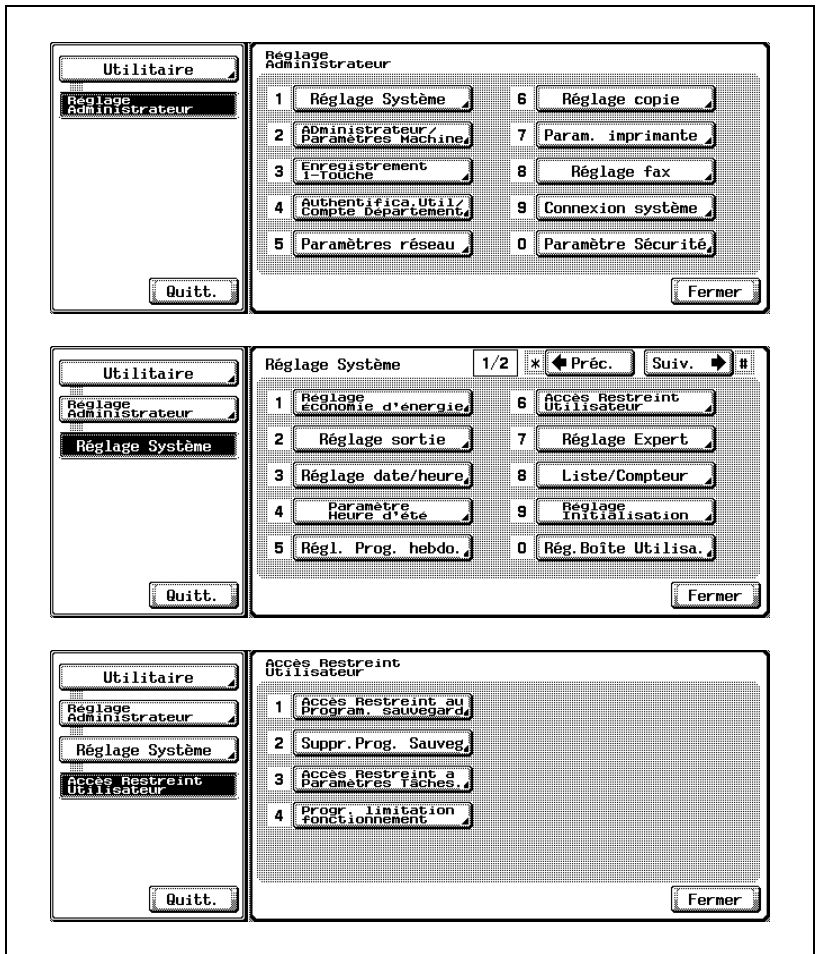 Utilitaire
Réglage
Administrateur
Quitt.
Réglage
Administrateur
1 Réglage Système
2 ADministrateur/
Paramètres Machine
3 Enregistrement
1-Touche
4 Authentifica.Util/
Compte Département
5 Paramètres réseau
6 Réglage copie
7 Param. imprimante
8 Réglage fax
9 Connexion système
0 Paramètre Sécurité
Fermer
Utilitaire
Réglage
Administrateur
Réglage Système
Quitt.
Réglage Système 1/2 * Préc. Suiv. #
1 Réglage
économie d'énergie
2 Réglage sortie
3 Réglage date/heure
4 Paramètre
Heure d'été
5 Régl. Prog. hebdo.
6 Accès Restreint
Utilisateur
7 Réglage Expert
8 Liste/Compteur
9 Réglage
Initialisation
0 Rég.Boîte Utilisa.
Fermer
Utilitaire
Réglage
Administrateur
Réglage Système
Accès Restreint
Utilisateur
Quitt.
Accès Restreint
Utilisateur
1 Accès Restreint au
Program. sauvegard
2 Suppr.Prog. Sauveg
3 Accès Restreint a
Paramètres Tâches.
4 Progr. limitation
fonctionnement
Fermer